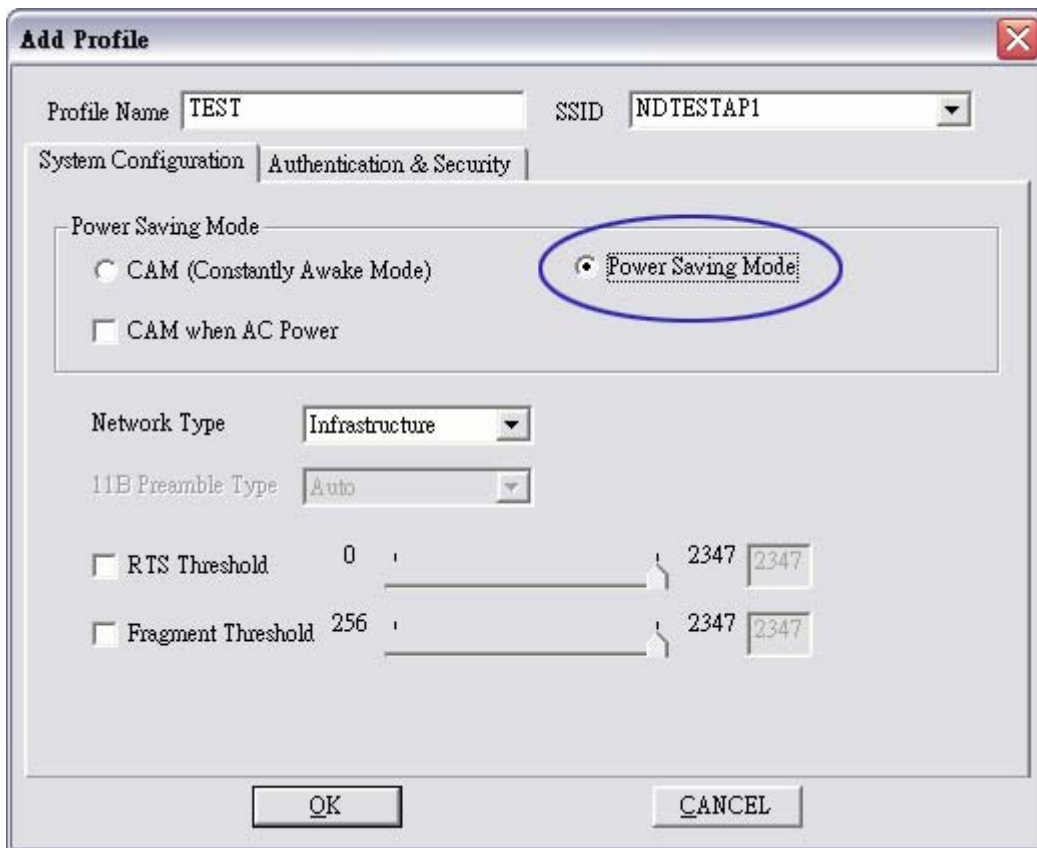 Add Profile
Profile Name TEST SSID NDTESTAP1
System Configuration Authentication & Security
Power Saving Mode
CAM (Constantly Awake Mode) Power Saving Mode
CAM when AC Power
Network Type Infrastructure
11B Preamble Type Auto
RTS Threshold 0 2347 2347
Fragment Threshold 256 2347 2347
OK CANCEL